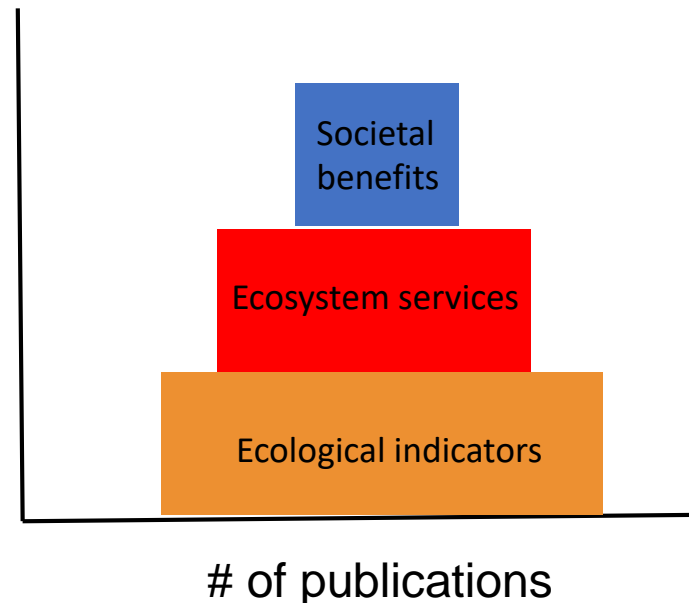 Societal
benefits
Ecosystem services
Ecological indicators
# of publications